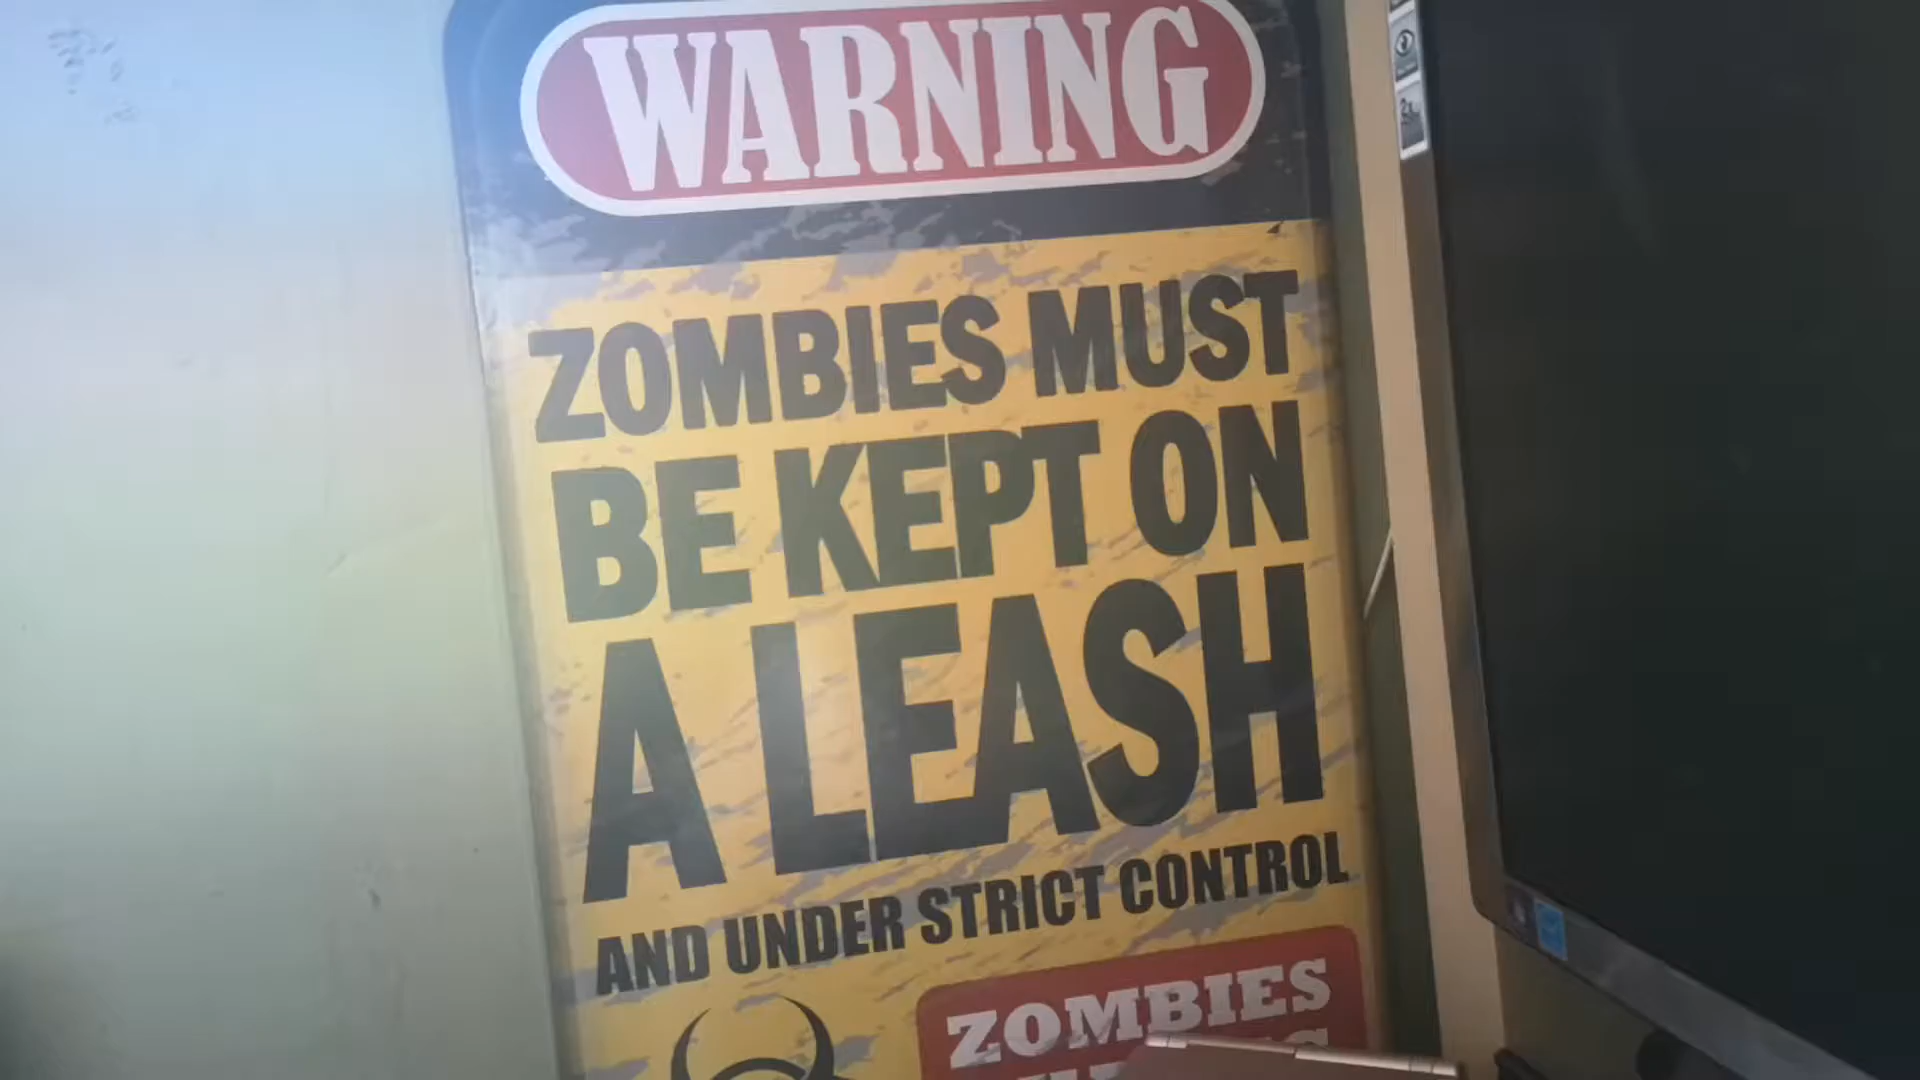 WARNING
ZOMBIES MUST
BE KEPT ON
A LEASH
AND UNDER STRICT CONTROL
ZOMBIES